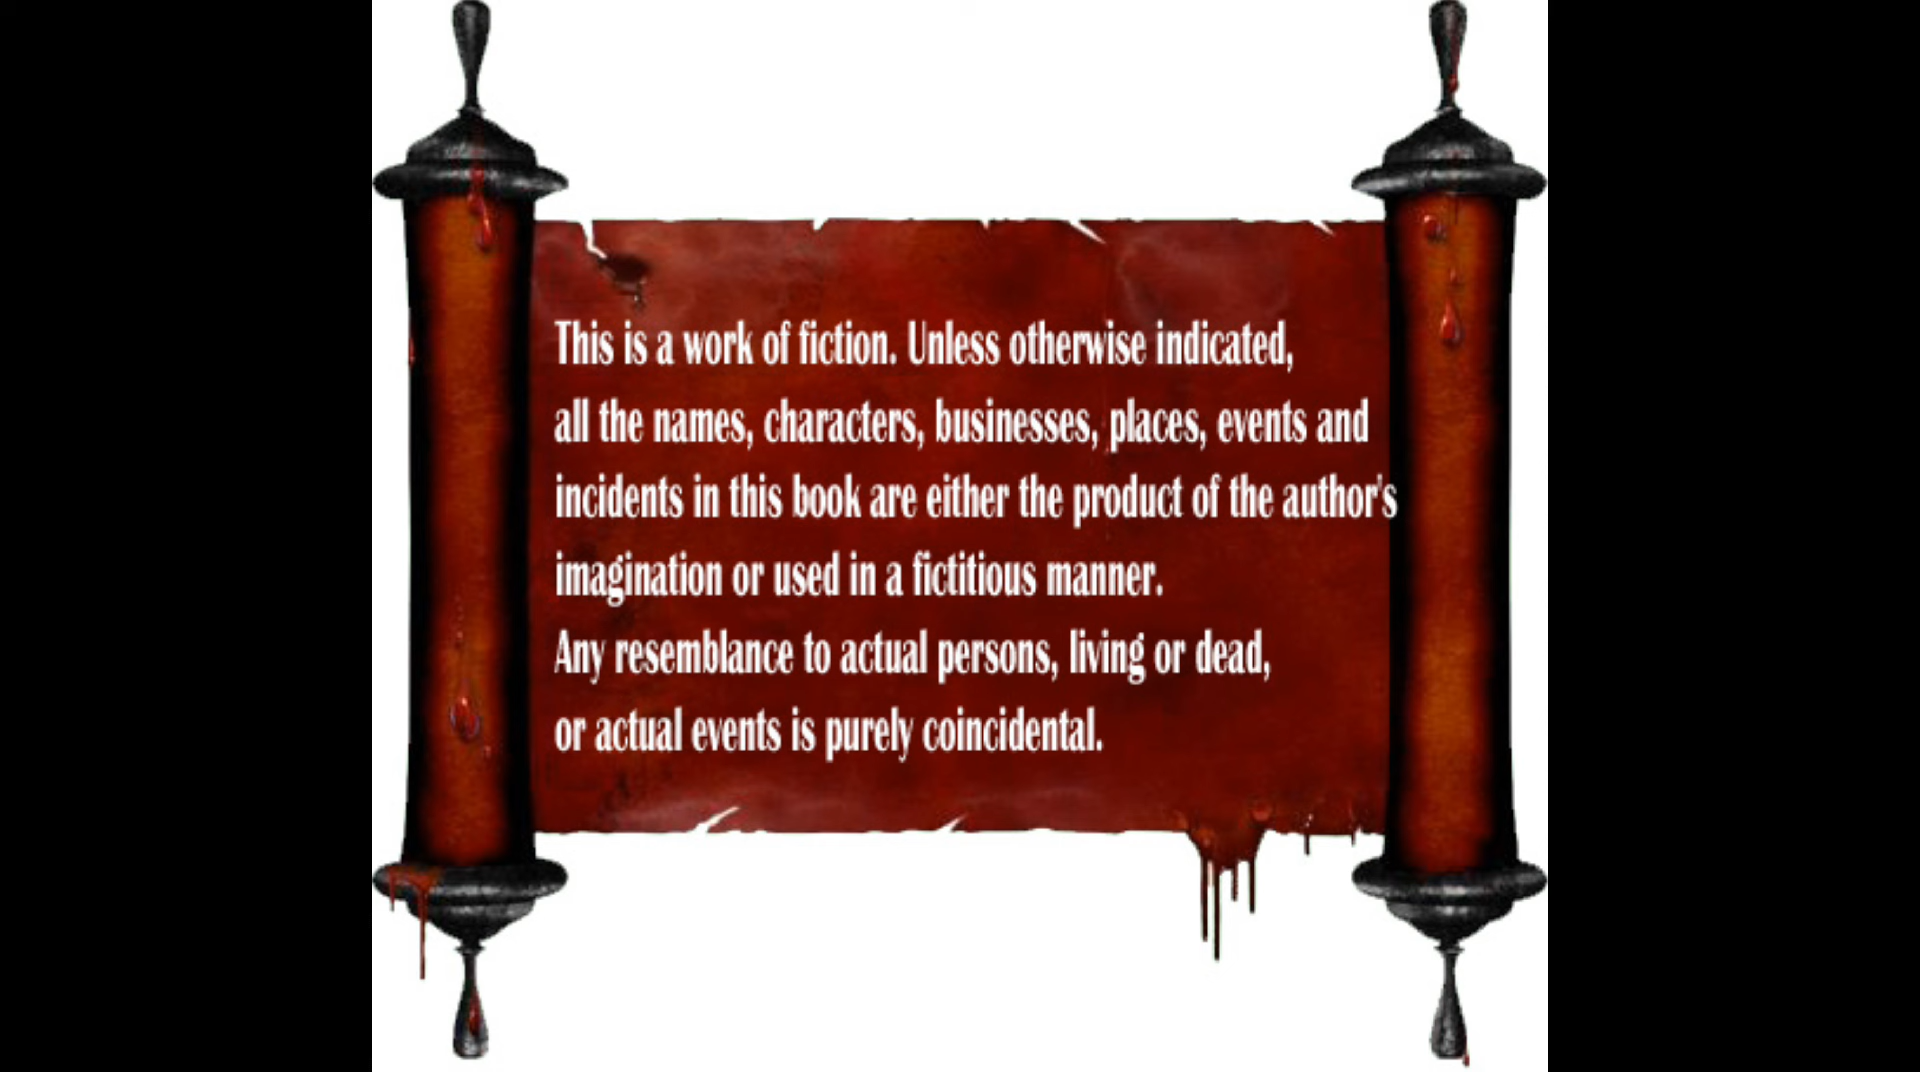 This is a work of fiction. Unless otherwise indicated,
all the names, characters, businesses, places, events and
incidents in this book are either the product of the author's
imagination or used in a fictitious manner.
Any resemblance to actual persons, living or dead,
or actual events is purely coincidental.